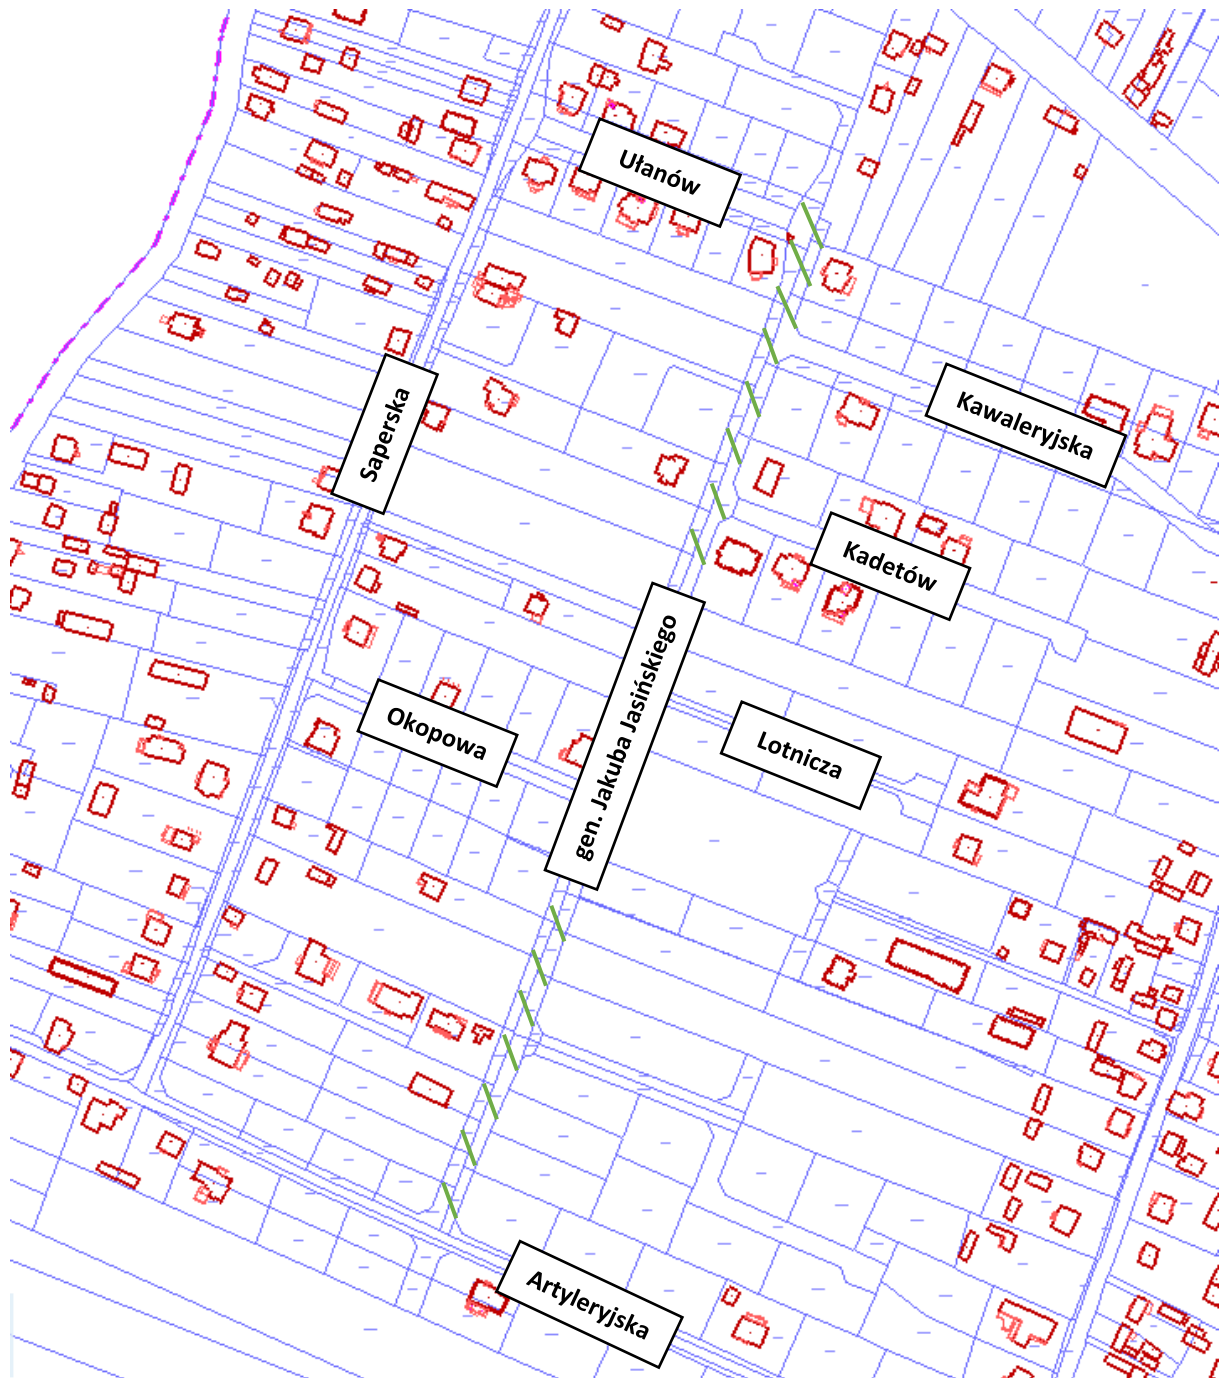 Ułanów
Kawaleryjska
Saperska
Kadetów
gen. Jakuba Jasińskiego
Okopowa
Lotnicza
Artyleryjska